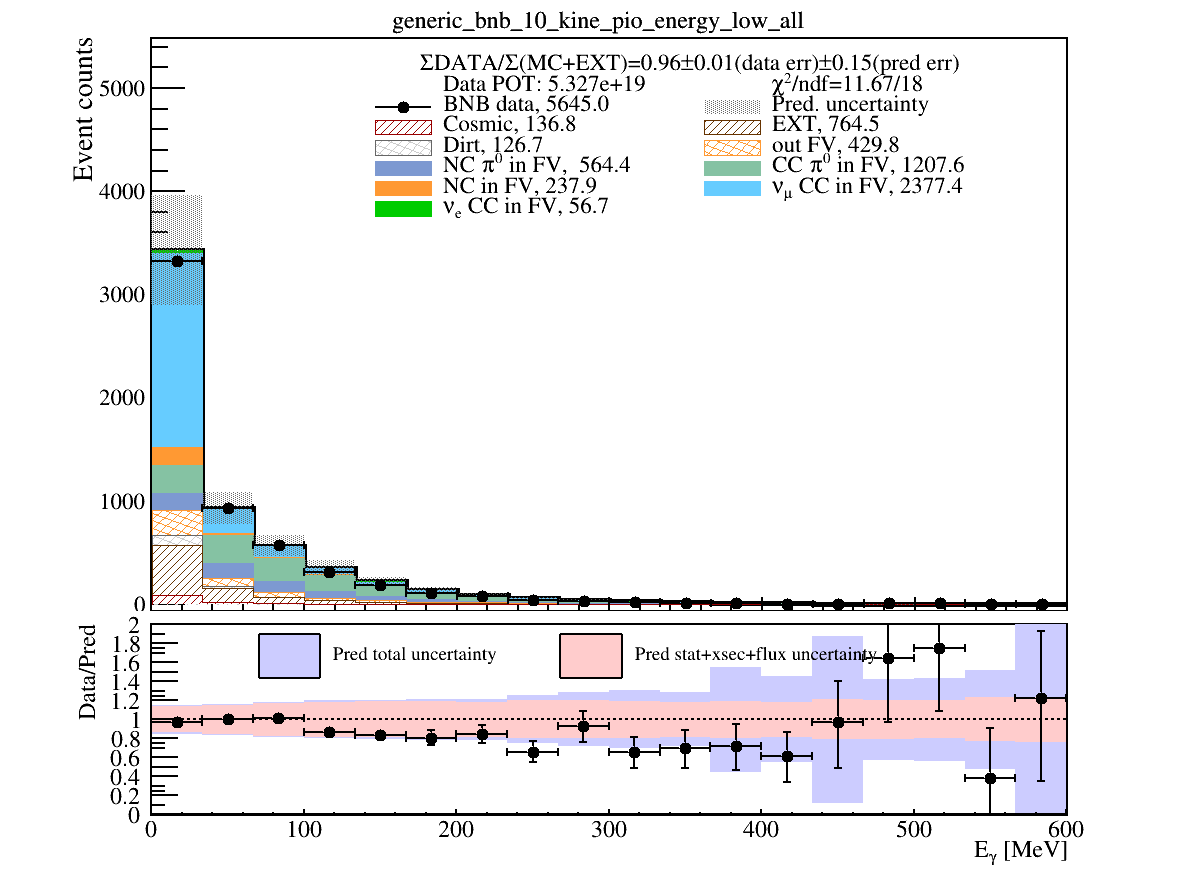 generic_bnb_10_kine_pio_energy_low_all
ΣDATA/Σ(MC+EXT)=0.96±0.01(data err)±0.15(pred err)
Data POT: 5.327e+19 χ²/ndf=11.67/18
BNB data, 5645.0 Pred. uncertainty
Cosmic, 136.8 EXT, 764.5
Dirt, 126.7 out FV, 429.8
NC π⁰ in FV, 564.4 CC π⁰ in FV, 1207.6
NC in FV, 237.9 νμ CC in FV, 2377.4
νe CC in FV, 56.7
Event counts
5000
4000
3000
2000
1000
0
Data/Pred
Pred total uncertainty Pred stat+xsec+flux uncertainty
2
1.8
1.6
1.4
1.2
1
0.8
0.6
0.4
0.2
0
0 100 200 300 400 500 600
Eγ [MeV]